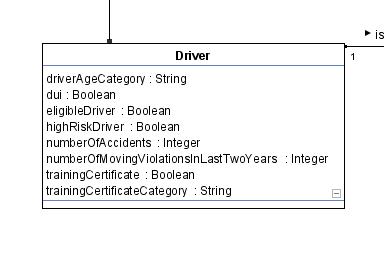 is
Driver
1
driverAgeCategory : String
dui : Boolean
eligibleDriver : Boolean
highRiskDriver : Boolean
numberOfAccidents : Integer
numberOfMovingViolationsInLastTwoYears : Integer
trainingCertificate : Boolean
trainingCertificateCategory : String